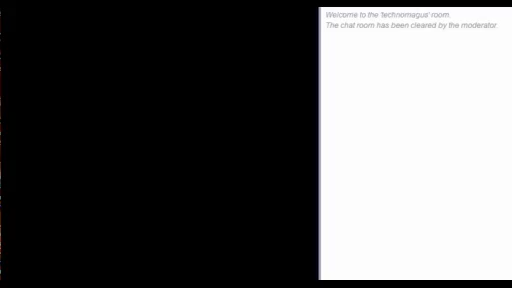 Welcome to the 'technomagus' room.
The chat room has been cleared by the moderator.